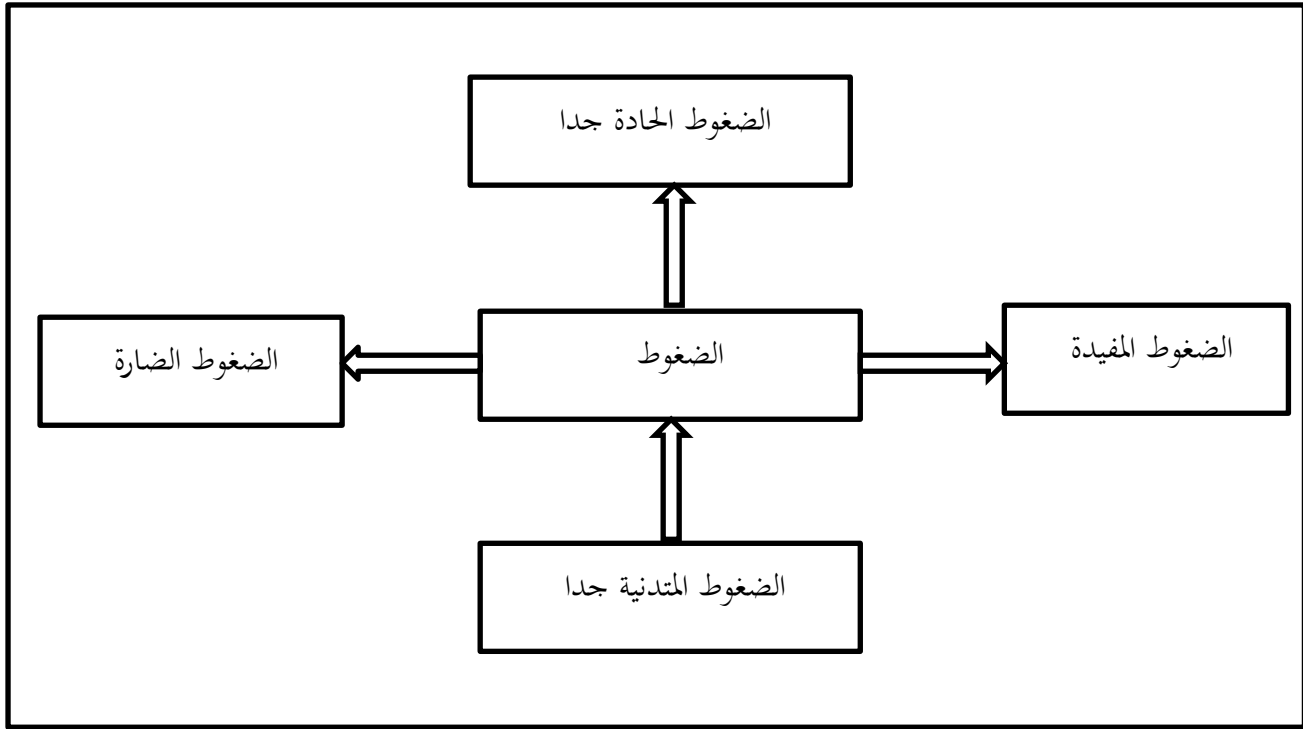 الضغوط الحادة جدا
الضغوط المفيدة
الضغوط
الضغوط الضارة
الضغوط المتدنية جدا